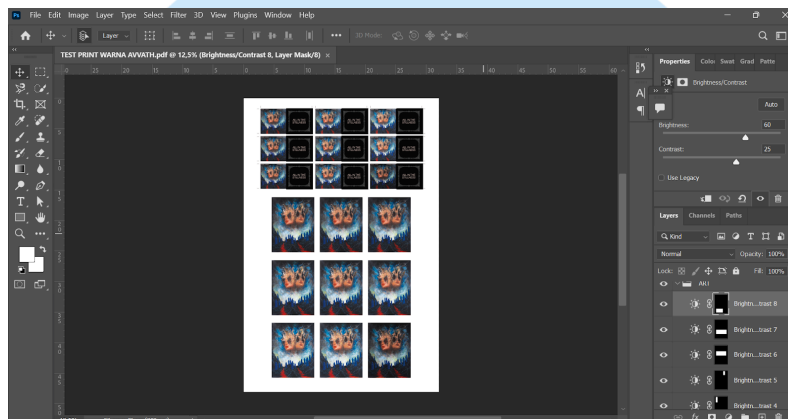 Ps File Edit Image Layer Type Select Filter 3D View Plugins Window Help
Layer
3D Mode:
TEST PRINT WARNA AVVATH.pdf @ 12,5% (Brightness/Contrast 8, Layer Mask/8) ×
Properties Color Swat Grad Patte
Brightness/Contrast
Auto
Brightness: 60
Contrast: 25
Use Legacy
Layers Channels Paths
Kind
Normal Opacity: 100%
Lock: Fill: 100%
ART
Brightn...trast 8
Brightn...trast 7
Brightn...trast 6
Brightn...trast 5
Brightn...trast 4